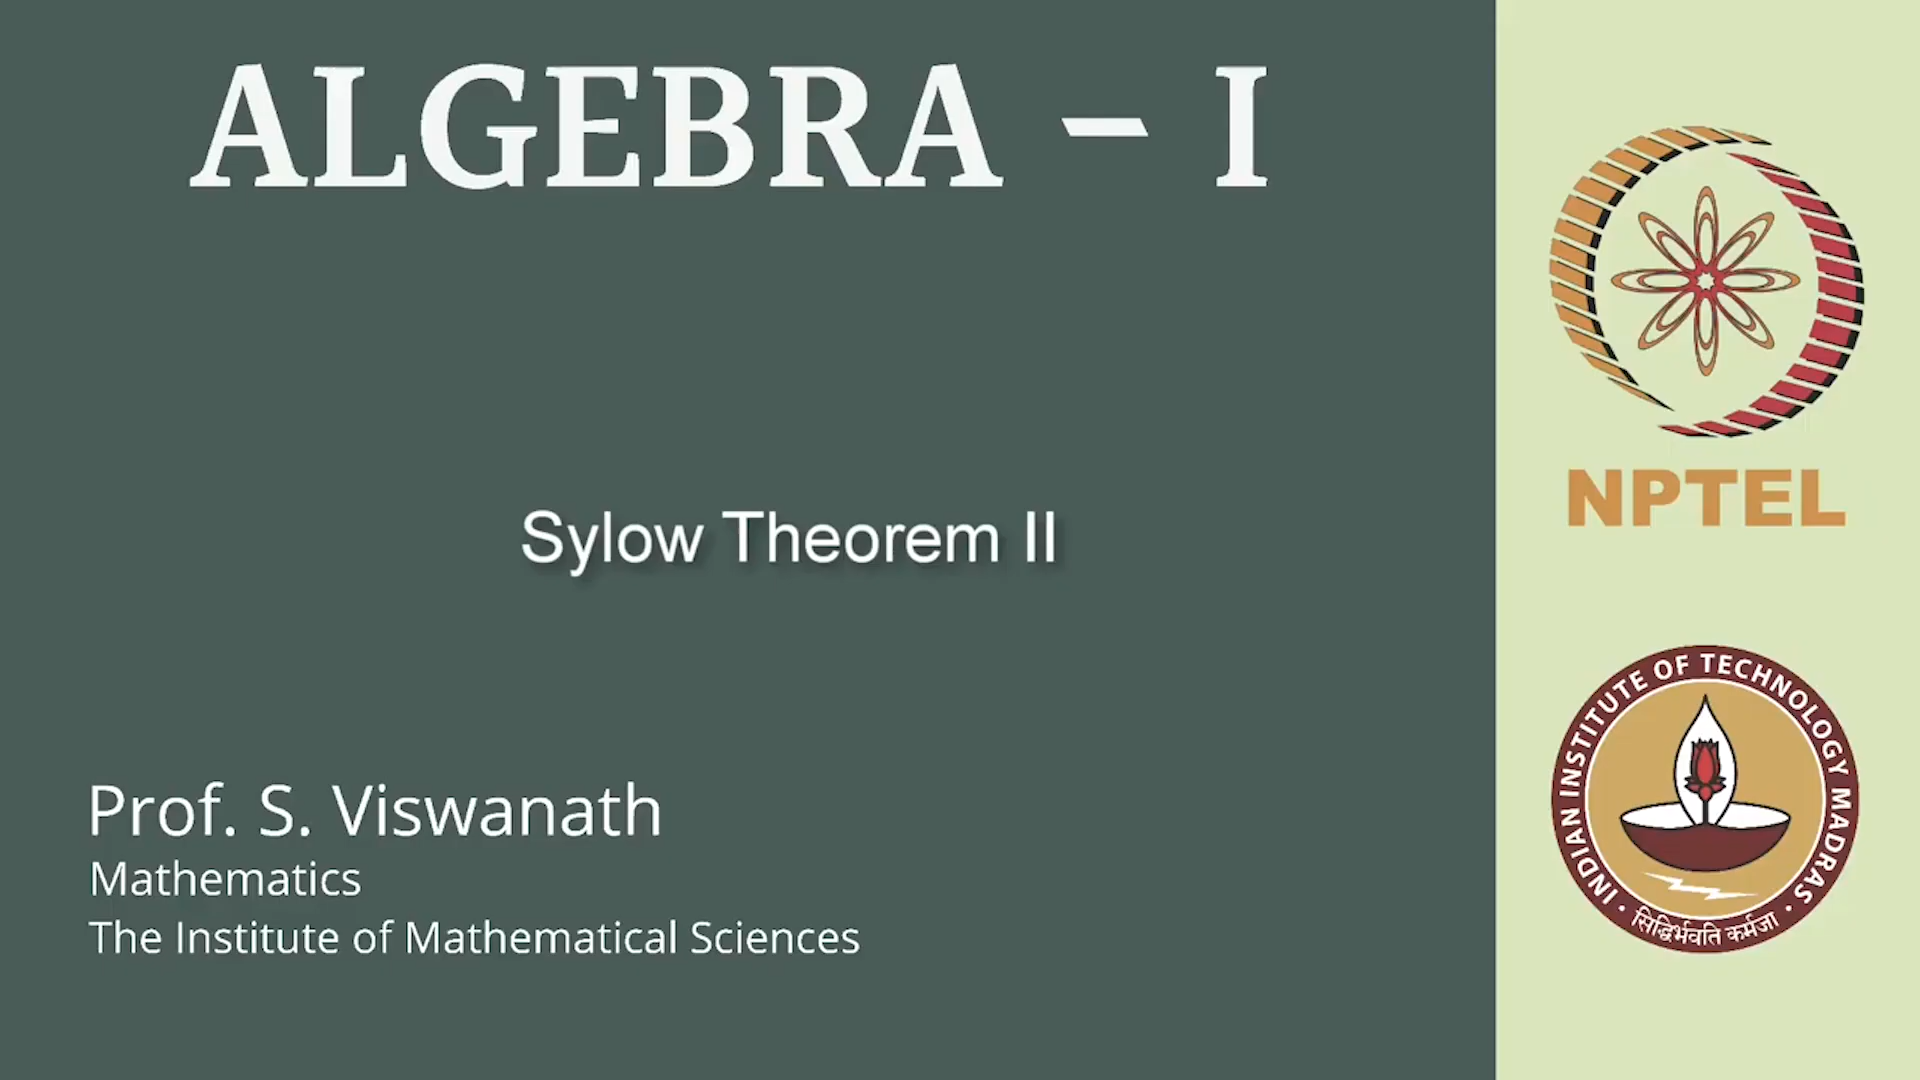 ALGEBRA – I
Sylow Theorem II
Prof. S. Viswanath
Mathematics
The Institute of Mathematical Sciences
NPTEL
INDIAN INSTITUTE OF TECHNOLOGY MADRAS
सिद्धिर्भवति कर्मजा